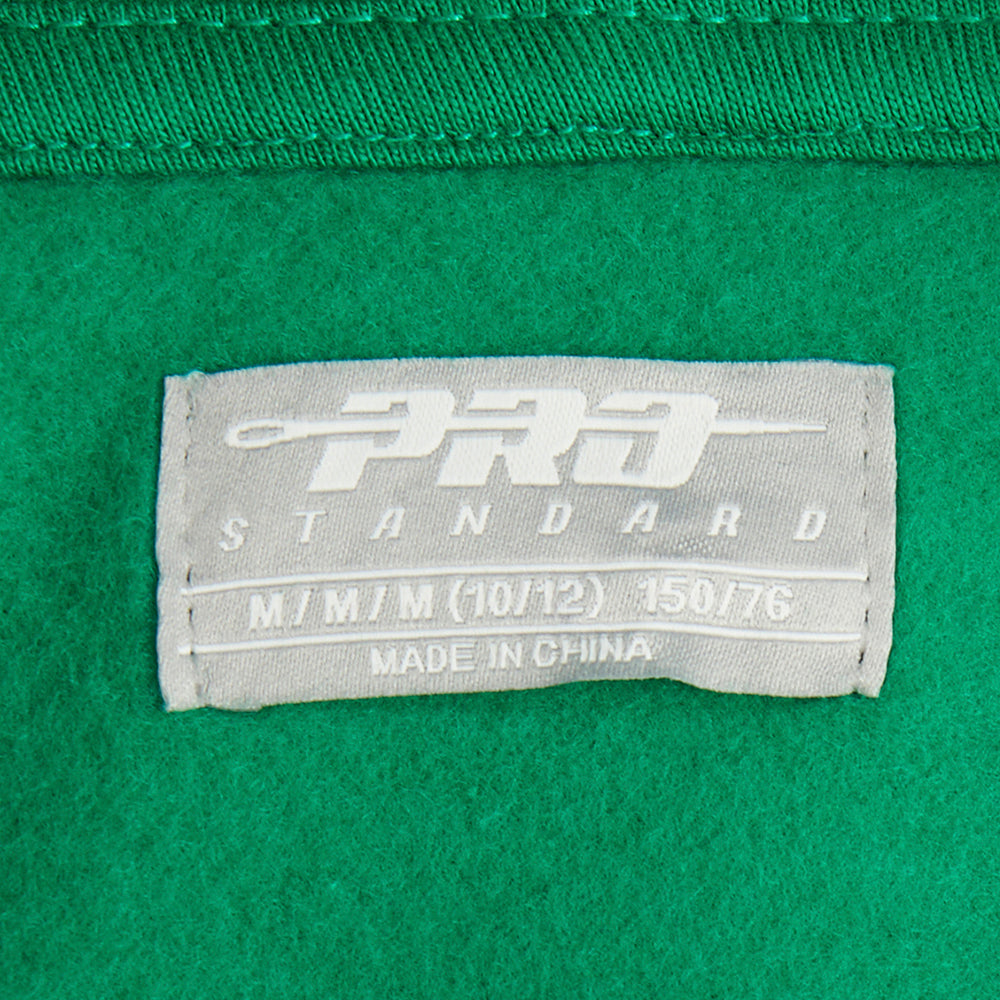 PRO
STANDARD
M/M/M (10/12) 150/76
MADE IN CHINA